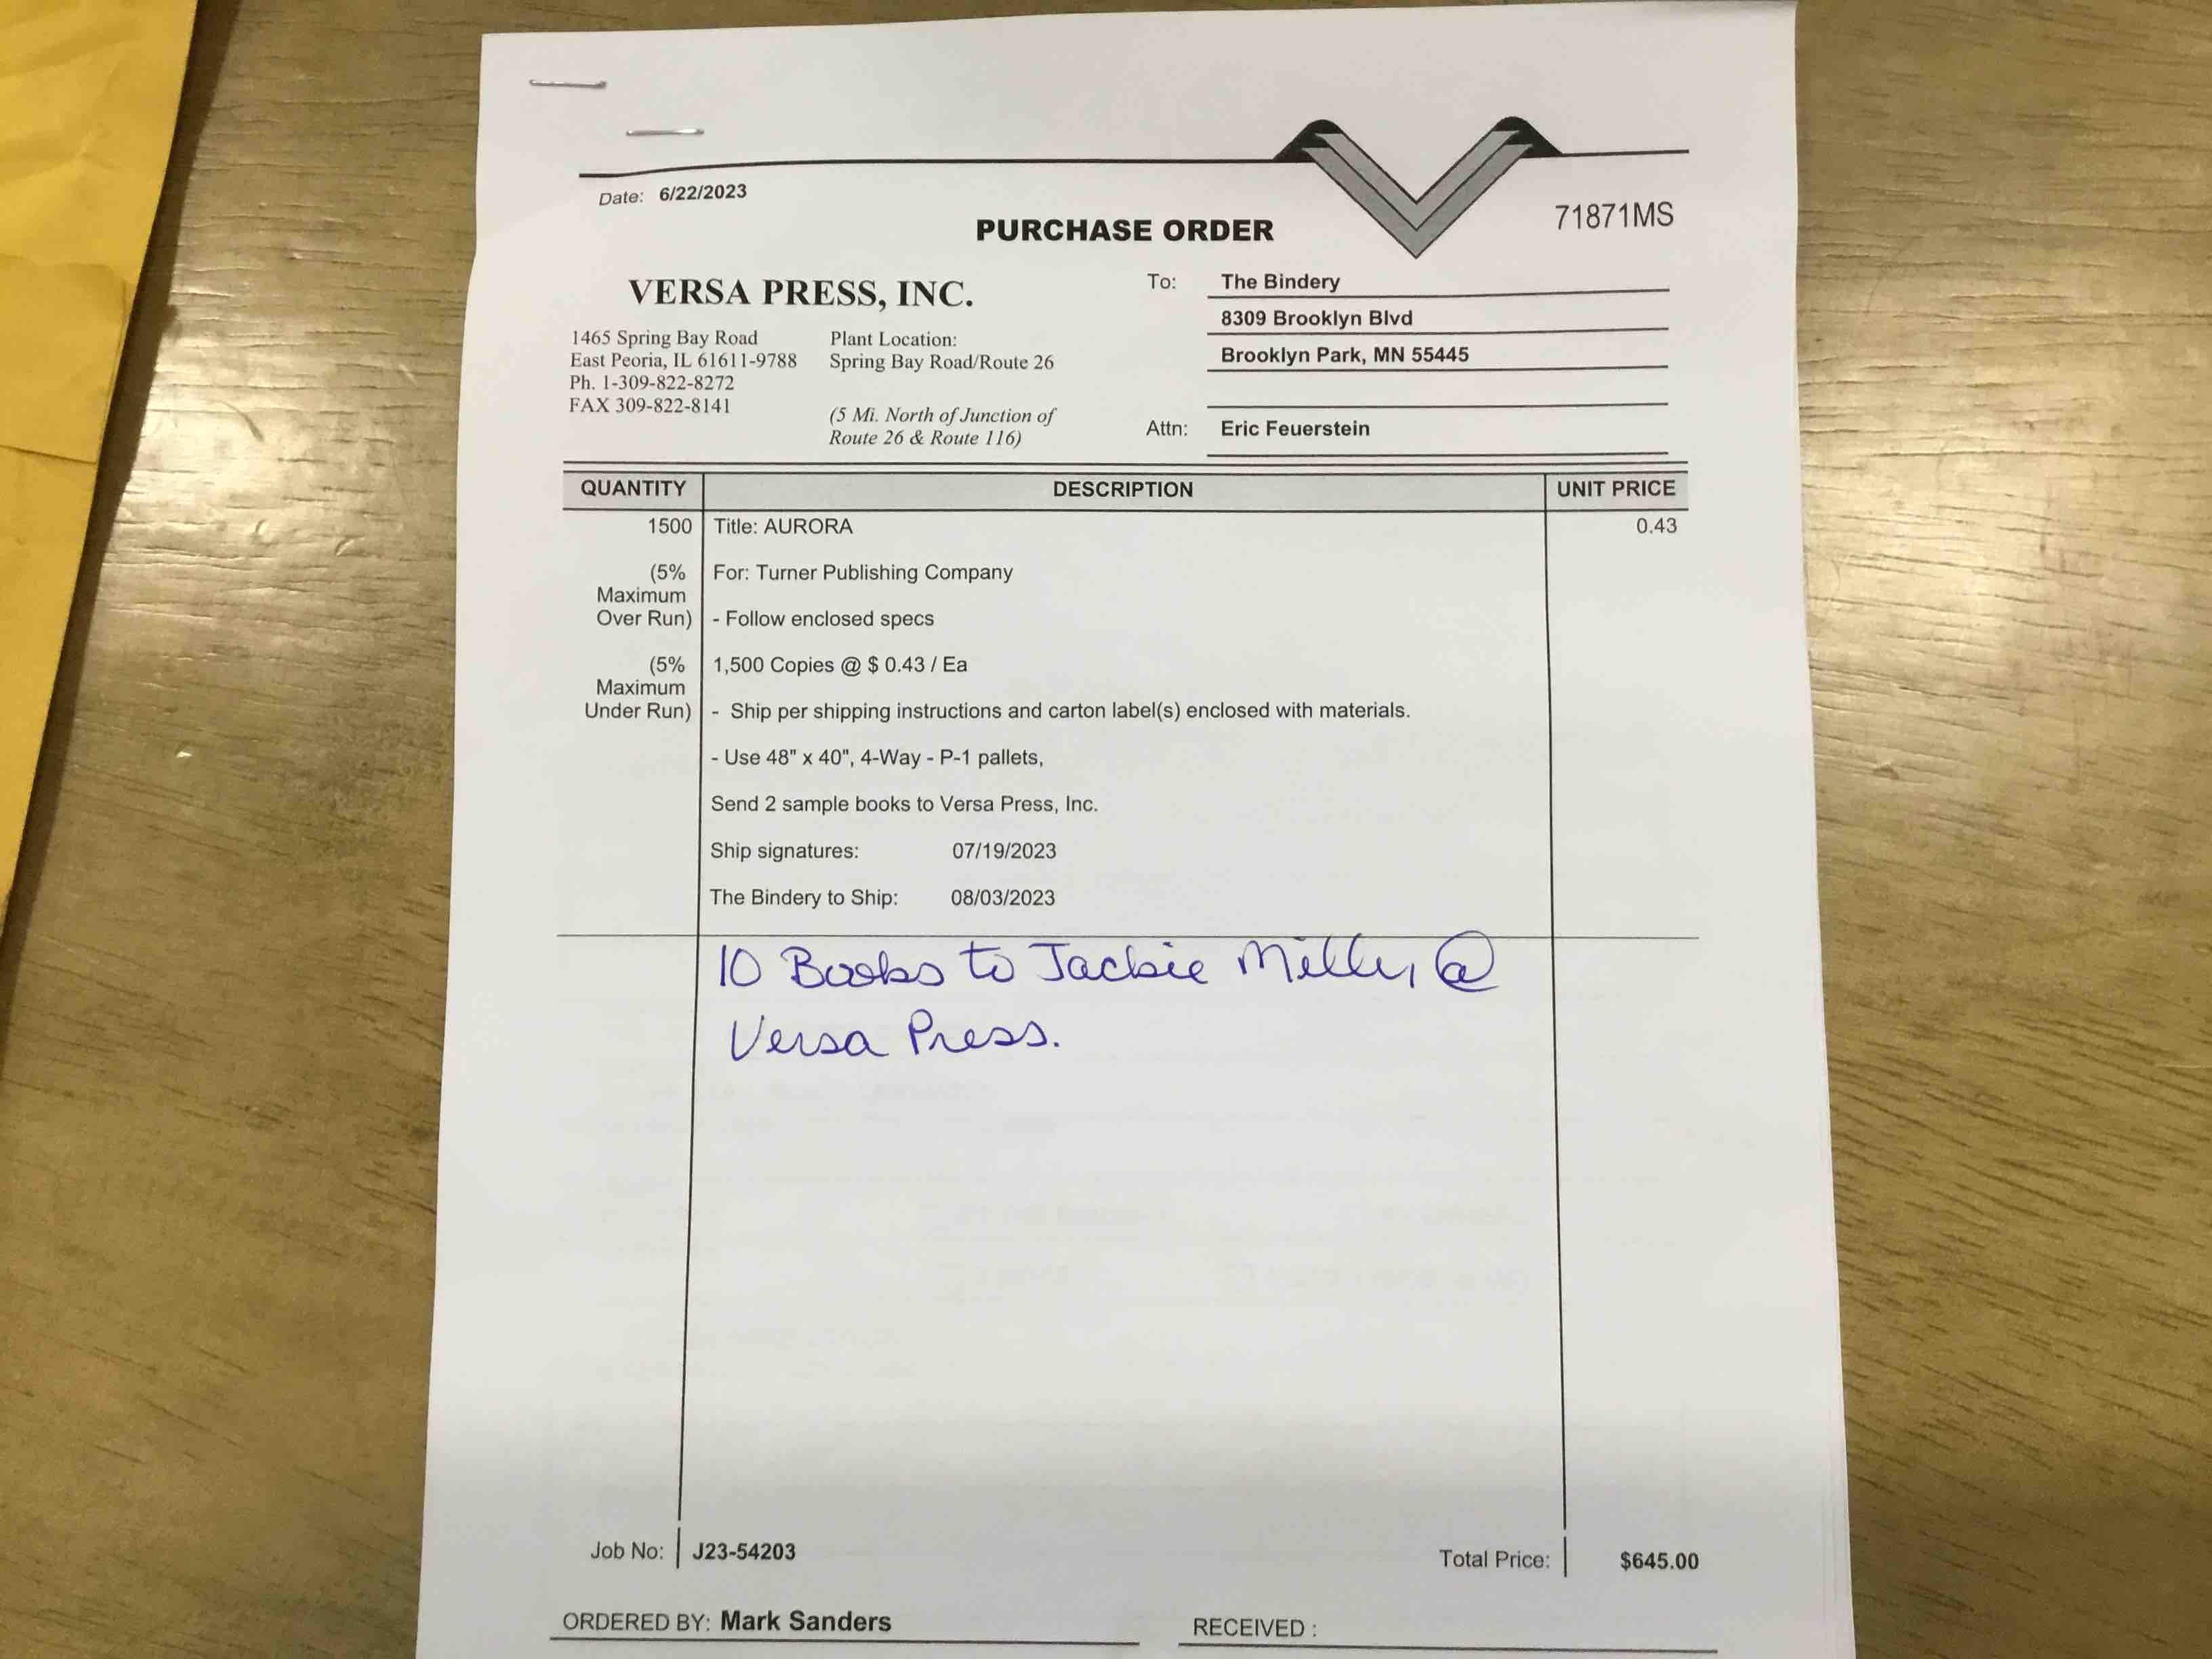 Date: 6/22/2023
PURCHASE ORDER
71871MS
VERSA PRESS, INC.
1465 Spring Bay Road
East Peoria, IL 61611-9788
Ph. 1-309-822-8272
FAX 309-822-8141
Plant Location:
Spring Bay Road/Route 26
(5 Mi. North of Junction of
Route 26 & Route 116)
To: The Bindery
8309 Brooklyn Blvd
Brooklyn Park, MN 55445
Attn: Eric Feuerstein
QUANTITY DESCRIPTION UNIT PRICE
1500 Title: AURORA 0.43
(5% For: Turner Publishing Company
Maximum
Over Run) - Follow enclosed specs
(5% 1,500 Copies @ $ 0.43 / Ea
Maximum
Under Run) - Ship per shipping instructions and carton label(s) enclosed with materials.
- Use 48" x 40", 4-Way - P-1 pallets,
Send 2 sample books to Versa Press, Inc.
Ship signatures: 07/19/2023
The Bindery to Ship: 08/03/2023
10 Books to Jackie @
Versa Press.
Job No: J23-54203 Total Price: $645.00
ORDERED BY: Mark Sanders RECEIVED :